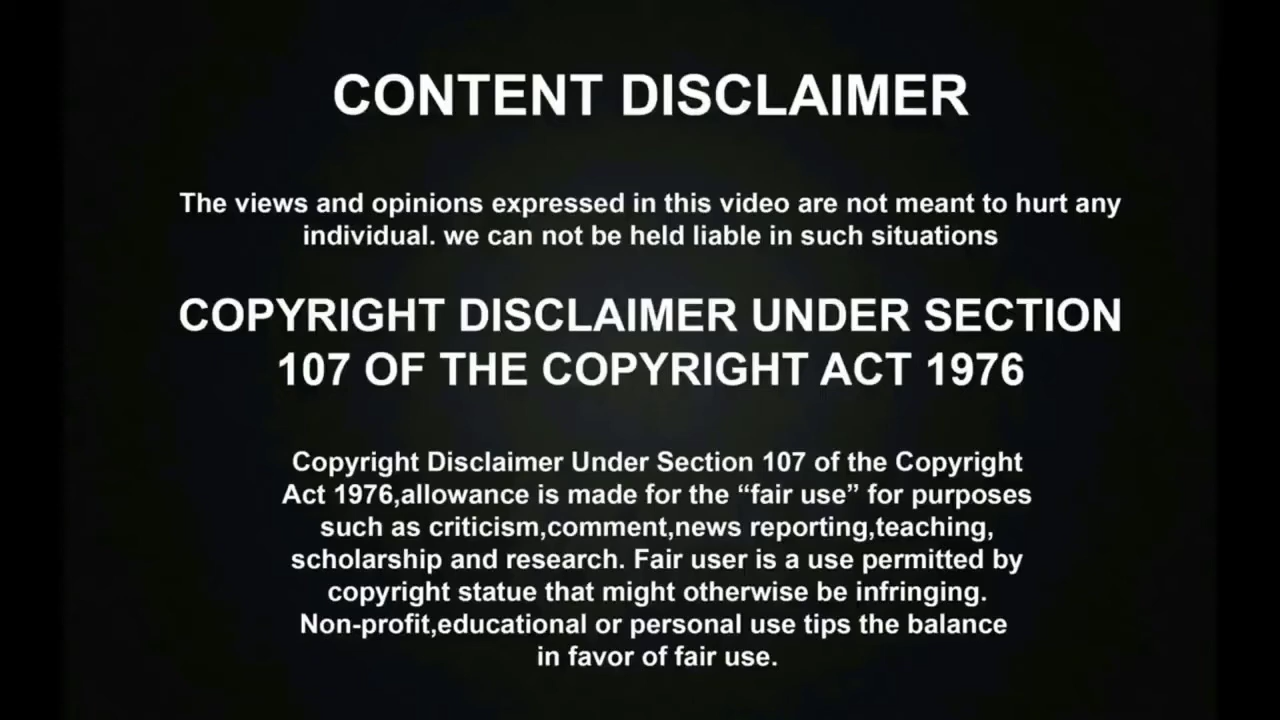 CONTENT DISCLAIMER
The views and opinions expressed in this video are not meant to hurt any
individual. we can not be held liable in such situations
COPYRIGHT DISCLAIMER UNDER SECTION
107 OF THE COPYRIGHT ACT 1976
Copyright Disclaimer Under Section 107 of the Copyright
Act 1976,allowance is made for the “fair use” for purposes
such as criticism,comment,news reporting,teaching,
scholarship and research. Fair user is a use permitted by
copyright statue that might otherwise be infringing.
Non-profit,educational or personal use tips the balance
in favor of fair use.